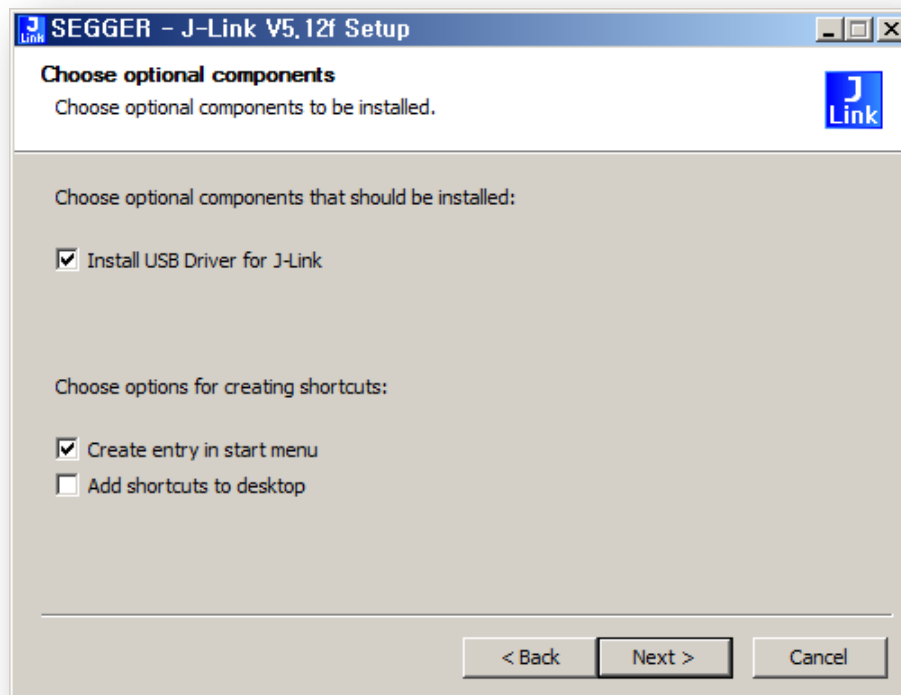 J
Link
SEGGER - J-Link V5.12f Setup
Choose optional components
Choose optional components to be installed.
J
Link
Choose optional components that should be installed:
Install USB Driver for J-Link
Choose options for creating shortcuts:
Create entry in start menu
Add shortcuts to desktop
< Back
Next >
Cancel